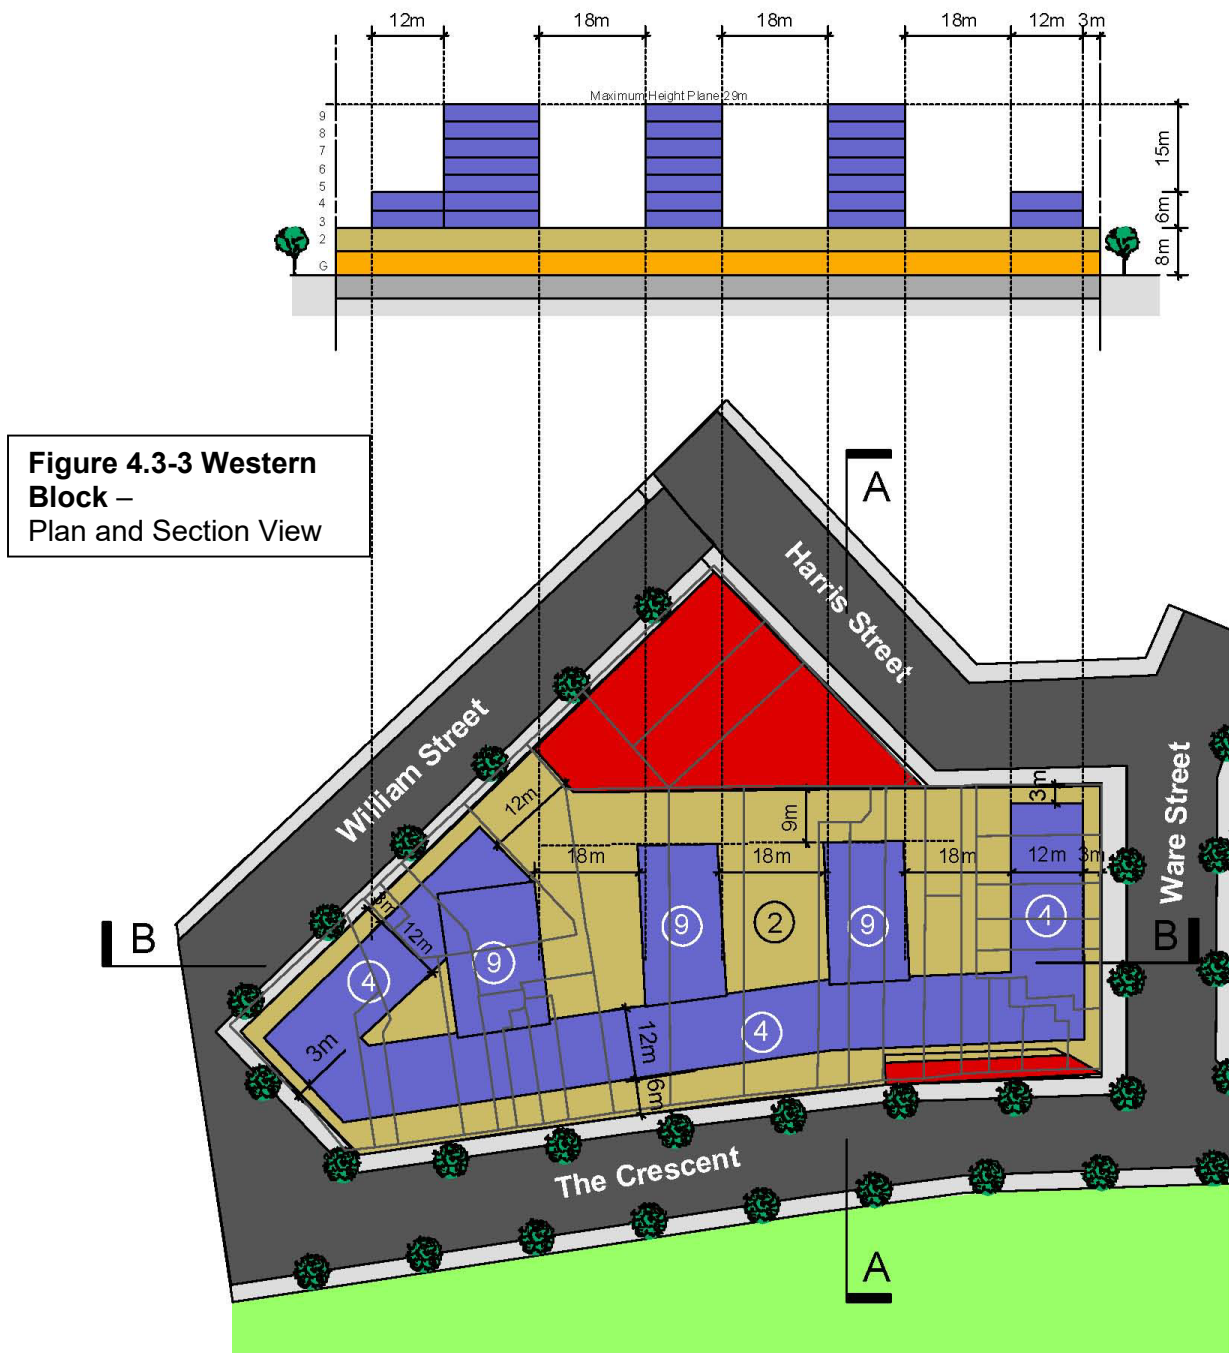 12m 18m 18m 18m 12m 3m
Maximum Height Plane 29m
9
8
7
6
5
4
3
2
G
15m
6m
8m
Figure 4.3-3 Western
Block –
Plan and Section View
A
Harris Street
William Street
Ware Street
12m
9m
3m
18m 18m 18m 12m 3m
3m
12m
9
9
2
9
4
4
B
B
4
3m
12m
6m
The Crescent
A